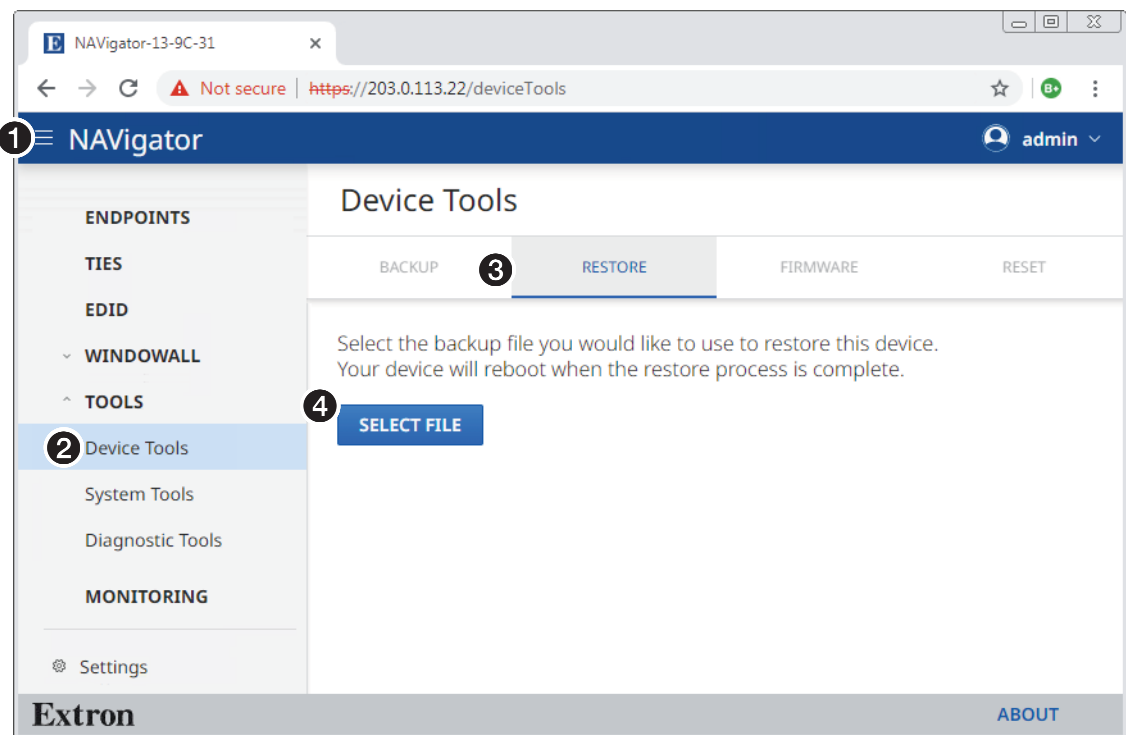 NAVigator-13-9C-31
Not secure | https://203.0.113.22/deviceTools
B+
1
NAVigator
admin
Device Tools
ENDPOINTS
TIES
EDID
WINDOWALL
TOOLS
2 Device Tools
System Tools
Diagnostic Tools
MONITORING
Settings
BACKUP 3 RESTORE FIRMWARE RESET
Select the backup file you would like to use to restore this device.
Your device will reboot when the restore process is complete.
4 SELECT FILE
Extron
ABOUT